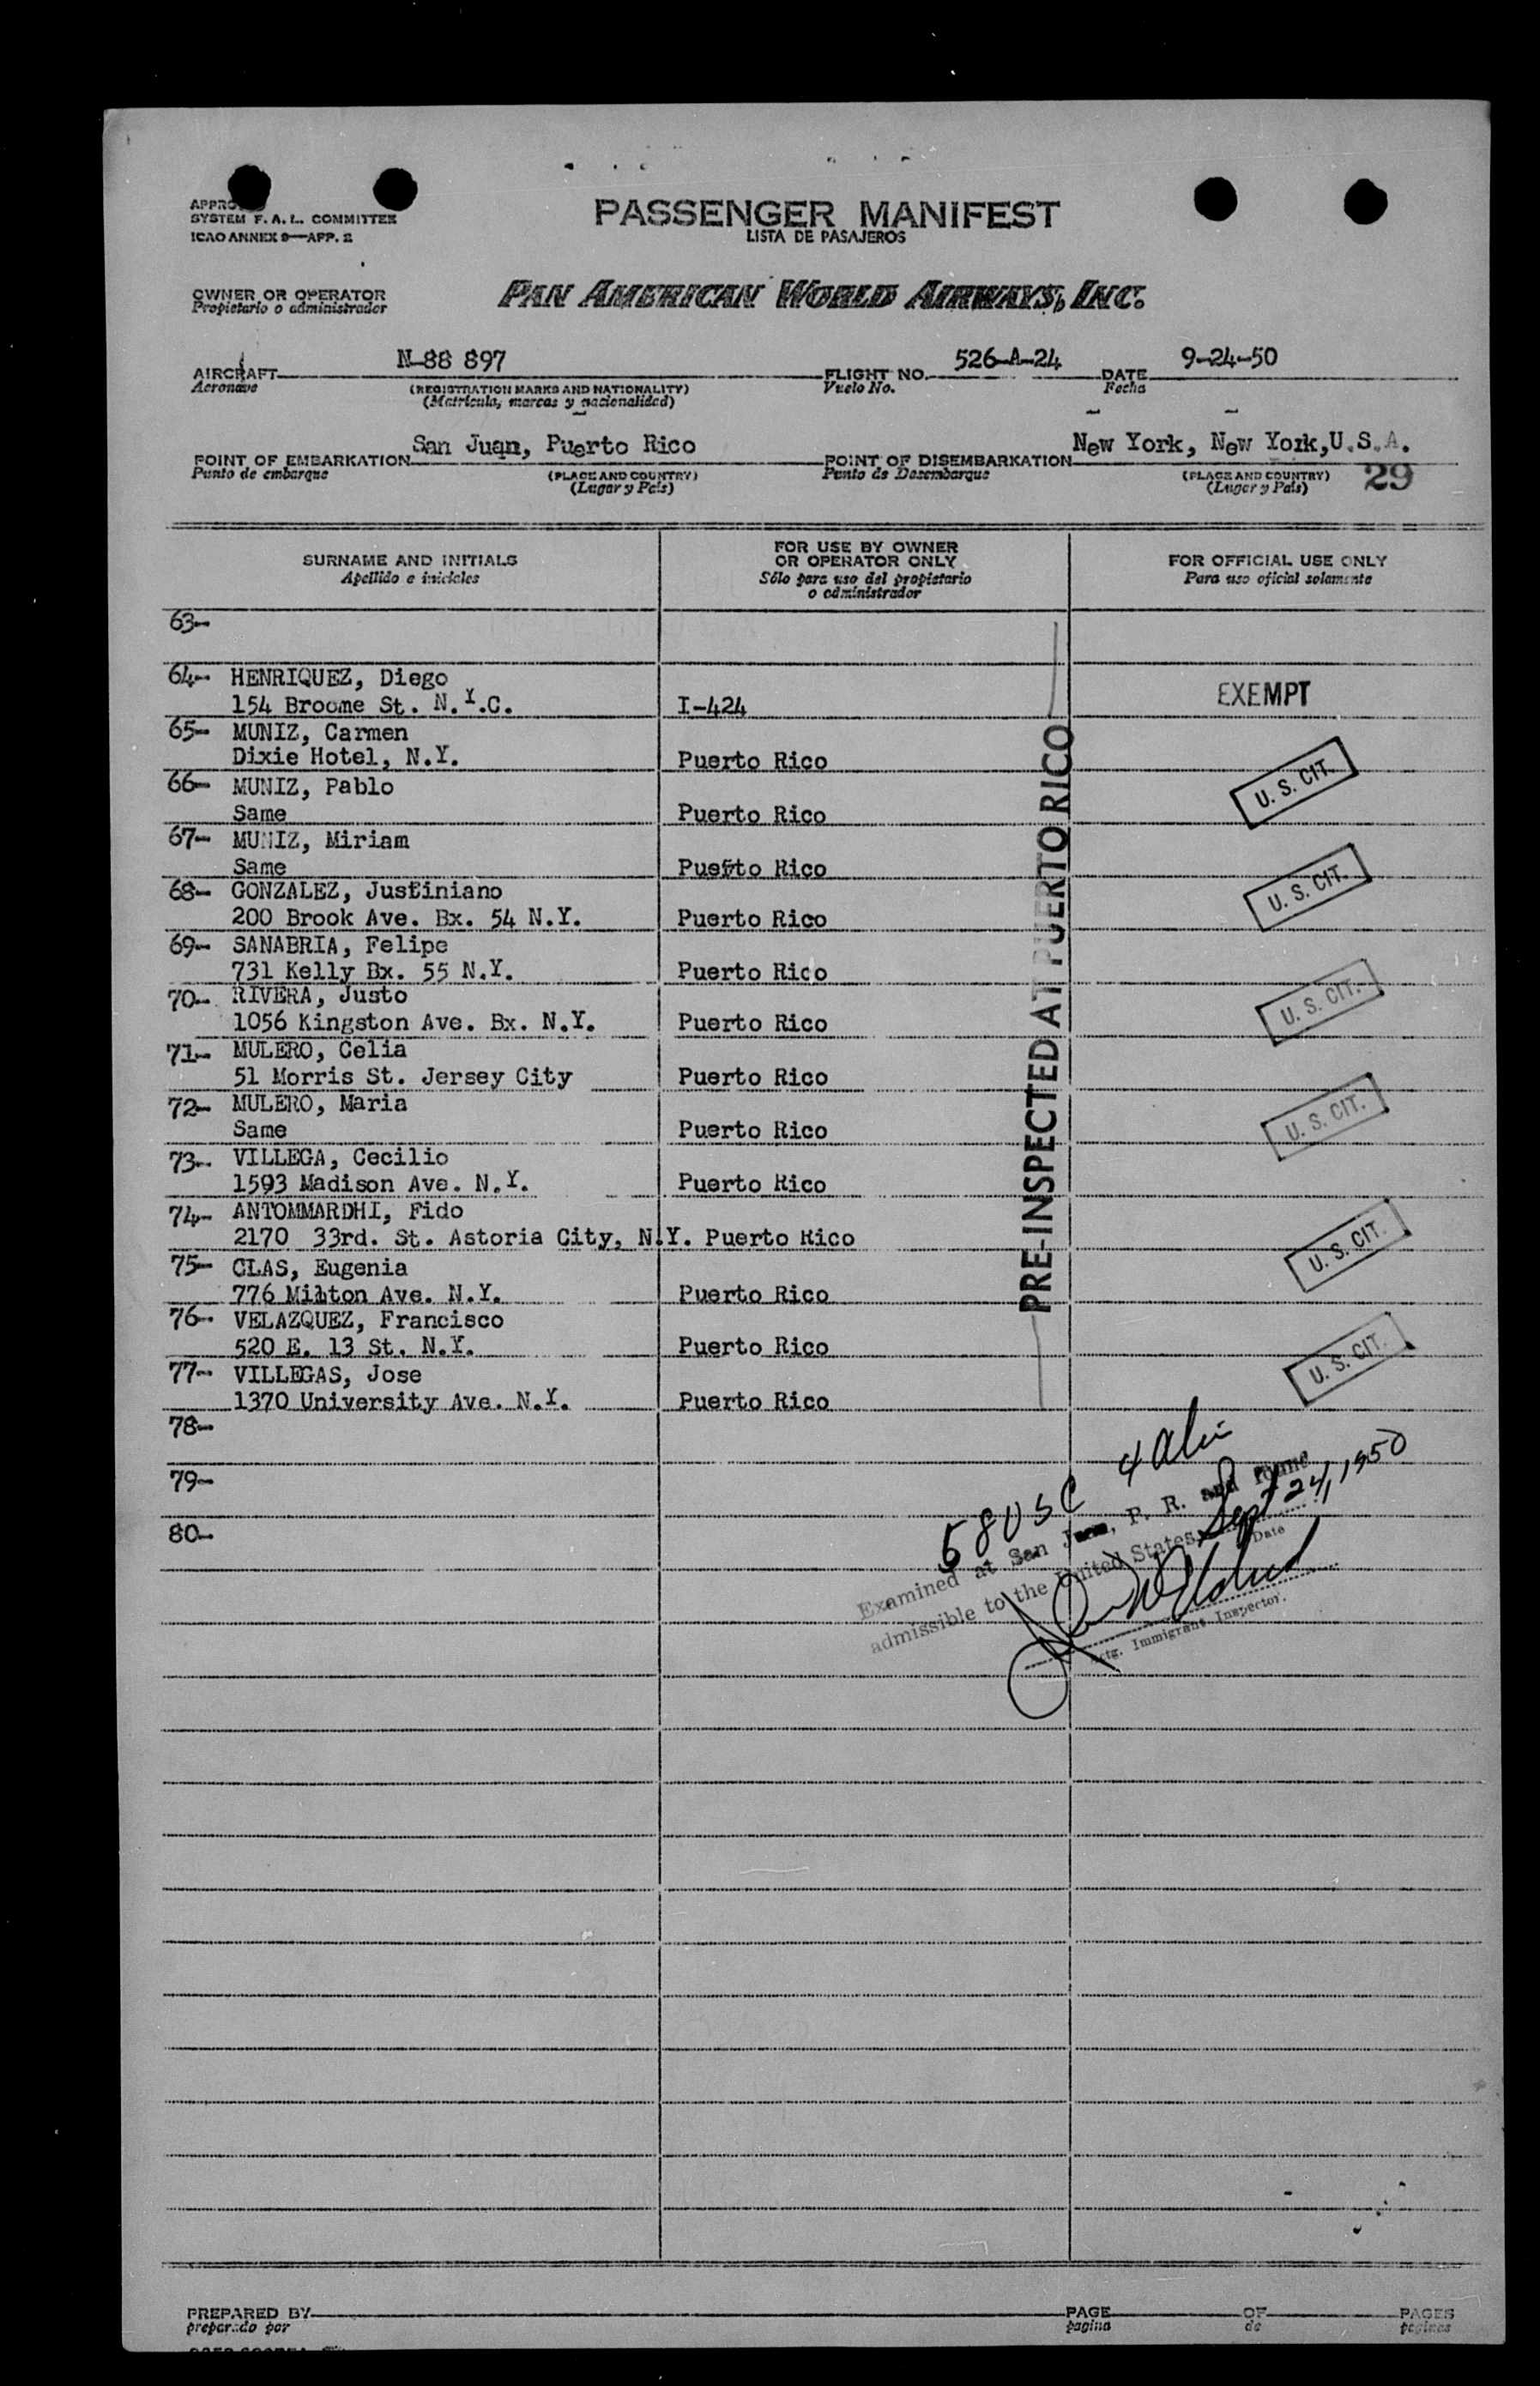 SYSTEM F. A. L. COMMITTEE
ICAO ANNEX 9—APP. 2
PASSENGER MANIFEST
LISTA DE PASAJEROS
OWNER OR OPERATOR
Propietario o administrador
PAN AMERICAN WORLD AIRWAYS, INC.
AIRCRAFT N-88 897 FLIGHT NO. 526-A-24 DATE 9-24-50
Aeronave (REGISTRATION MARKS AND NATIONALITY) Vuelo No. Fecha
(Matrícula, marcas y nacionalidad)
POINT OF EMBARKATION San Juan, Puerto Rico POINT OF DISEMBARKATION New York, New York,U.S.A.
Punto de embarque (PLACE AND COUNTRY) Punto de Desembarque (PLACE AND COUNTRY) 29
(Lugar y País) (Lugar y País)
SURNAME AND INITIALS
Apellido e iniciales
FOR USE BY OWNER
OR OPERATOR ONLY
Sólo para uso del propietario
o administrador
FOR OFFICIAL USE ONLY
Para uso oficial solamente
63-
64- HENRIQUEZ, Diego
154 Broome St. N.Y.C. I-424 EXEMPT
65- MUNIZ, Carmen
Dixie Hotel, N.Y. Puerto Rico
66- MUNIZ, Pablo U. S. CIT.
Same Puerto Rico
67- MUNIZ, Miriam
Same Puerto Rico
68- GONZALEZ, Justiniano U. S. CIT.
200 Brook Ave. Bx. 54 N.Y. Puerto Rico
69- SANABRIA, Felipe
731 Kelly Bx. 55 N.Y. Puerto Rico
70- RIVERA, Justo U. S. CIT.
1056 Kingston Ave. Bx. N.Y. Puerto Rico
71- MULERO, Celia
51 Morris St. Jersey City Puerto Rico
72- MULERO, Maria U. S. CIT.
Same Puerto Rico
73- VILLEGA, Cecilio
1593 Madison Ave. N.Y. Puerto Rico
74- ANTOMMARDHI, Fido
2170 33rd. St. Astoria City, N.Y. Puerto Rico U. S. CIT.
75- CLAS, Eugenia
776 Milton Ave. N.Y. Puerto Rico
76- VELAZQUEZ, Francisco
520 E. 13 St. N.Y. Puerto Rico U. S. CIT.
77- VILLEGAS, Jose
1370 University Ave. N.Y. Puerto Rico
PRE-INSPECTED AT PUERTO RICO
78-
79-
80-
58 USC 4 ali
Examined at San Juan, P. R. and found
admissible to the United States, Sept 24, 1950
Date
Actg. Immigrant Inspector.
PREPARED BY PAGE OF PAGES
preparado por pagina de paginas